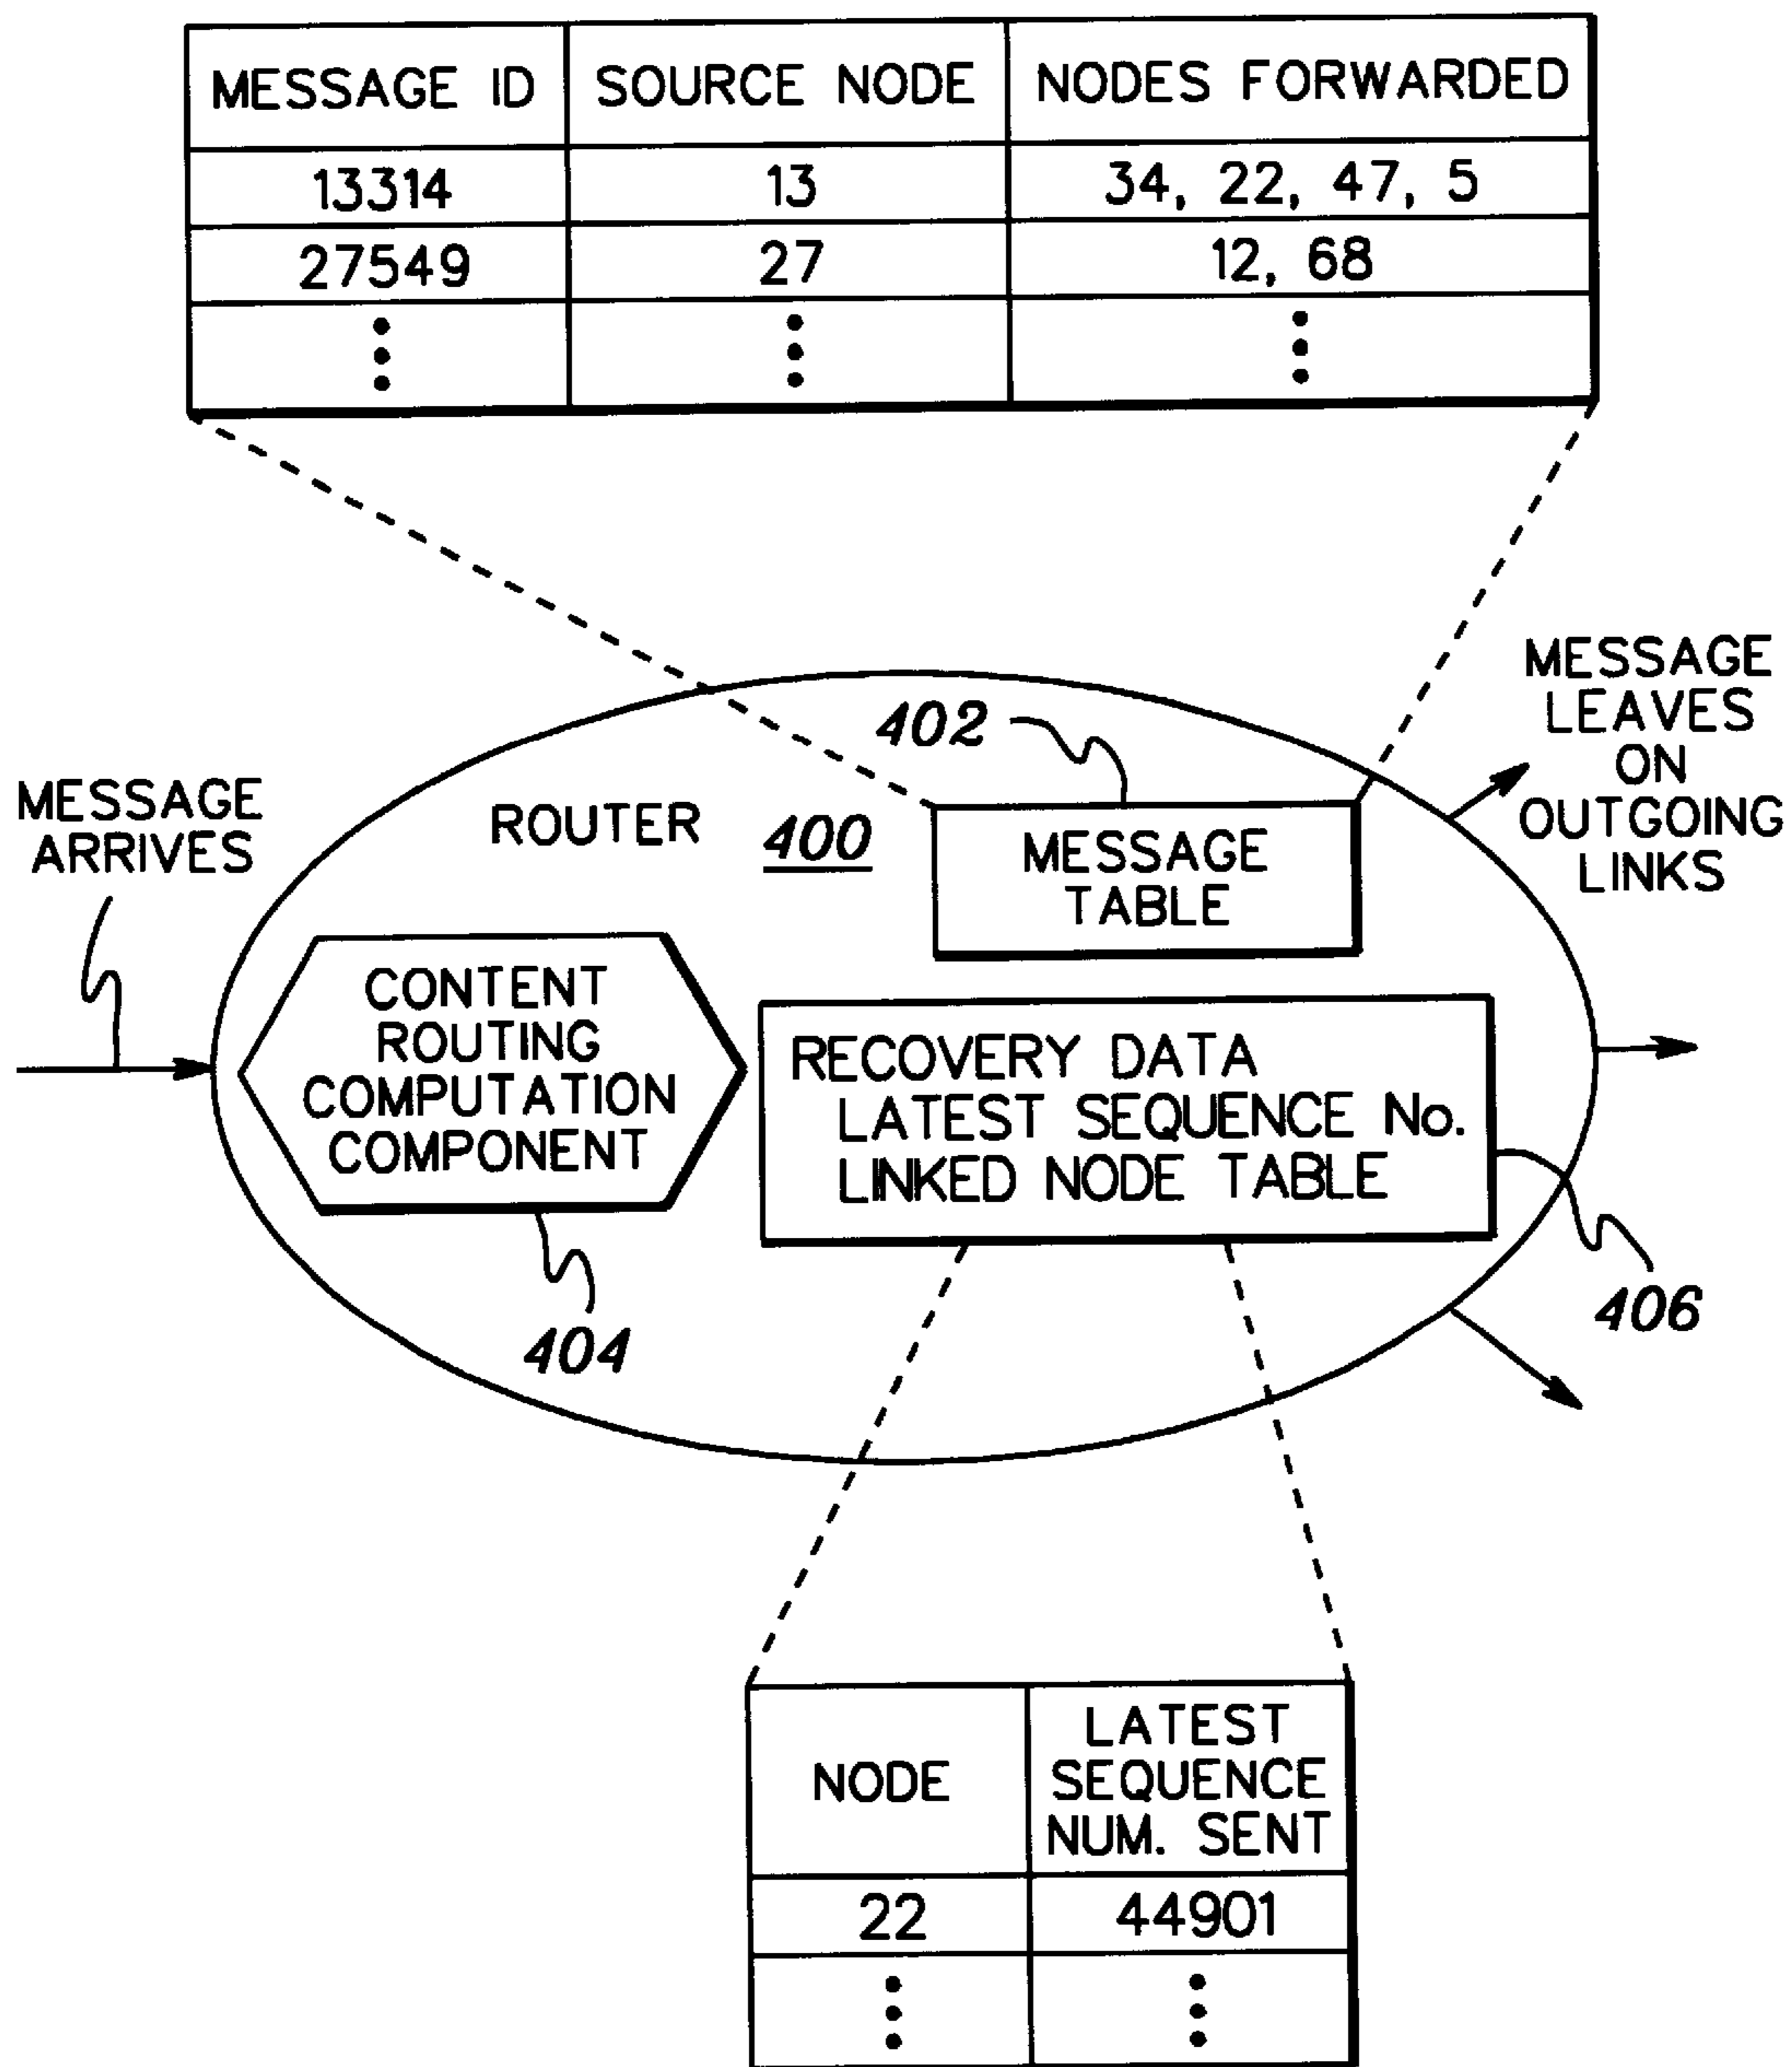 MESSAGE ID SOURCE NODE NODES FORWARDED
13314 13 34, 22, 47, 5
27549 27 12, 68
MESSAGE
LEAVES
ON
OUTGOING
LINKS
402
MESSAGE
ARRIVES
ROUTER 400
MESSAGE
TABLE
CONTENT
ROUTING
COMPUTATION
COMPONENT
RECOVERY DATA
LATEST SEQUENCE No.
LINKED NODE TABLE
404
406
NODE
LATEST
SEQUENCE
NUM. SENT
22 44901